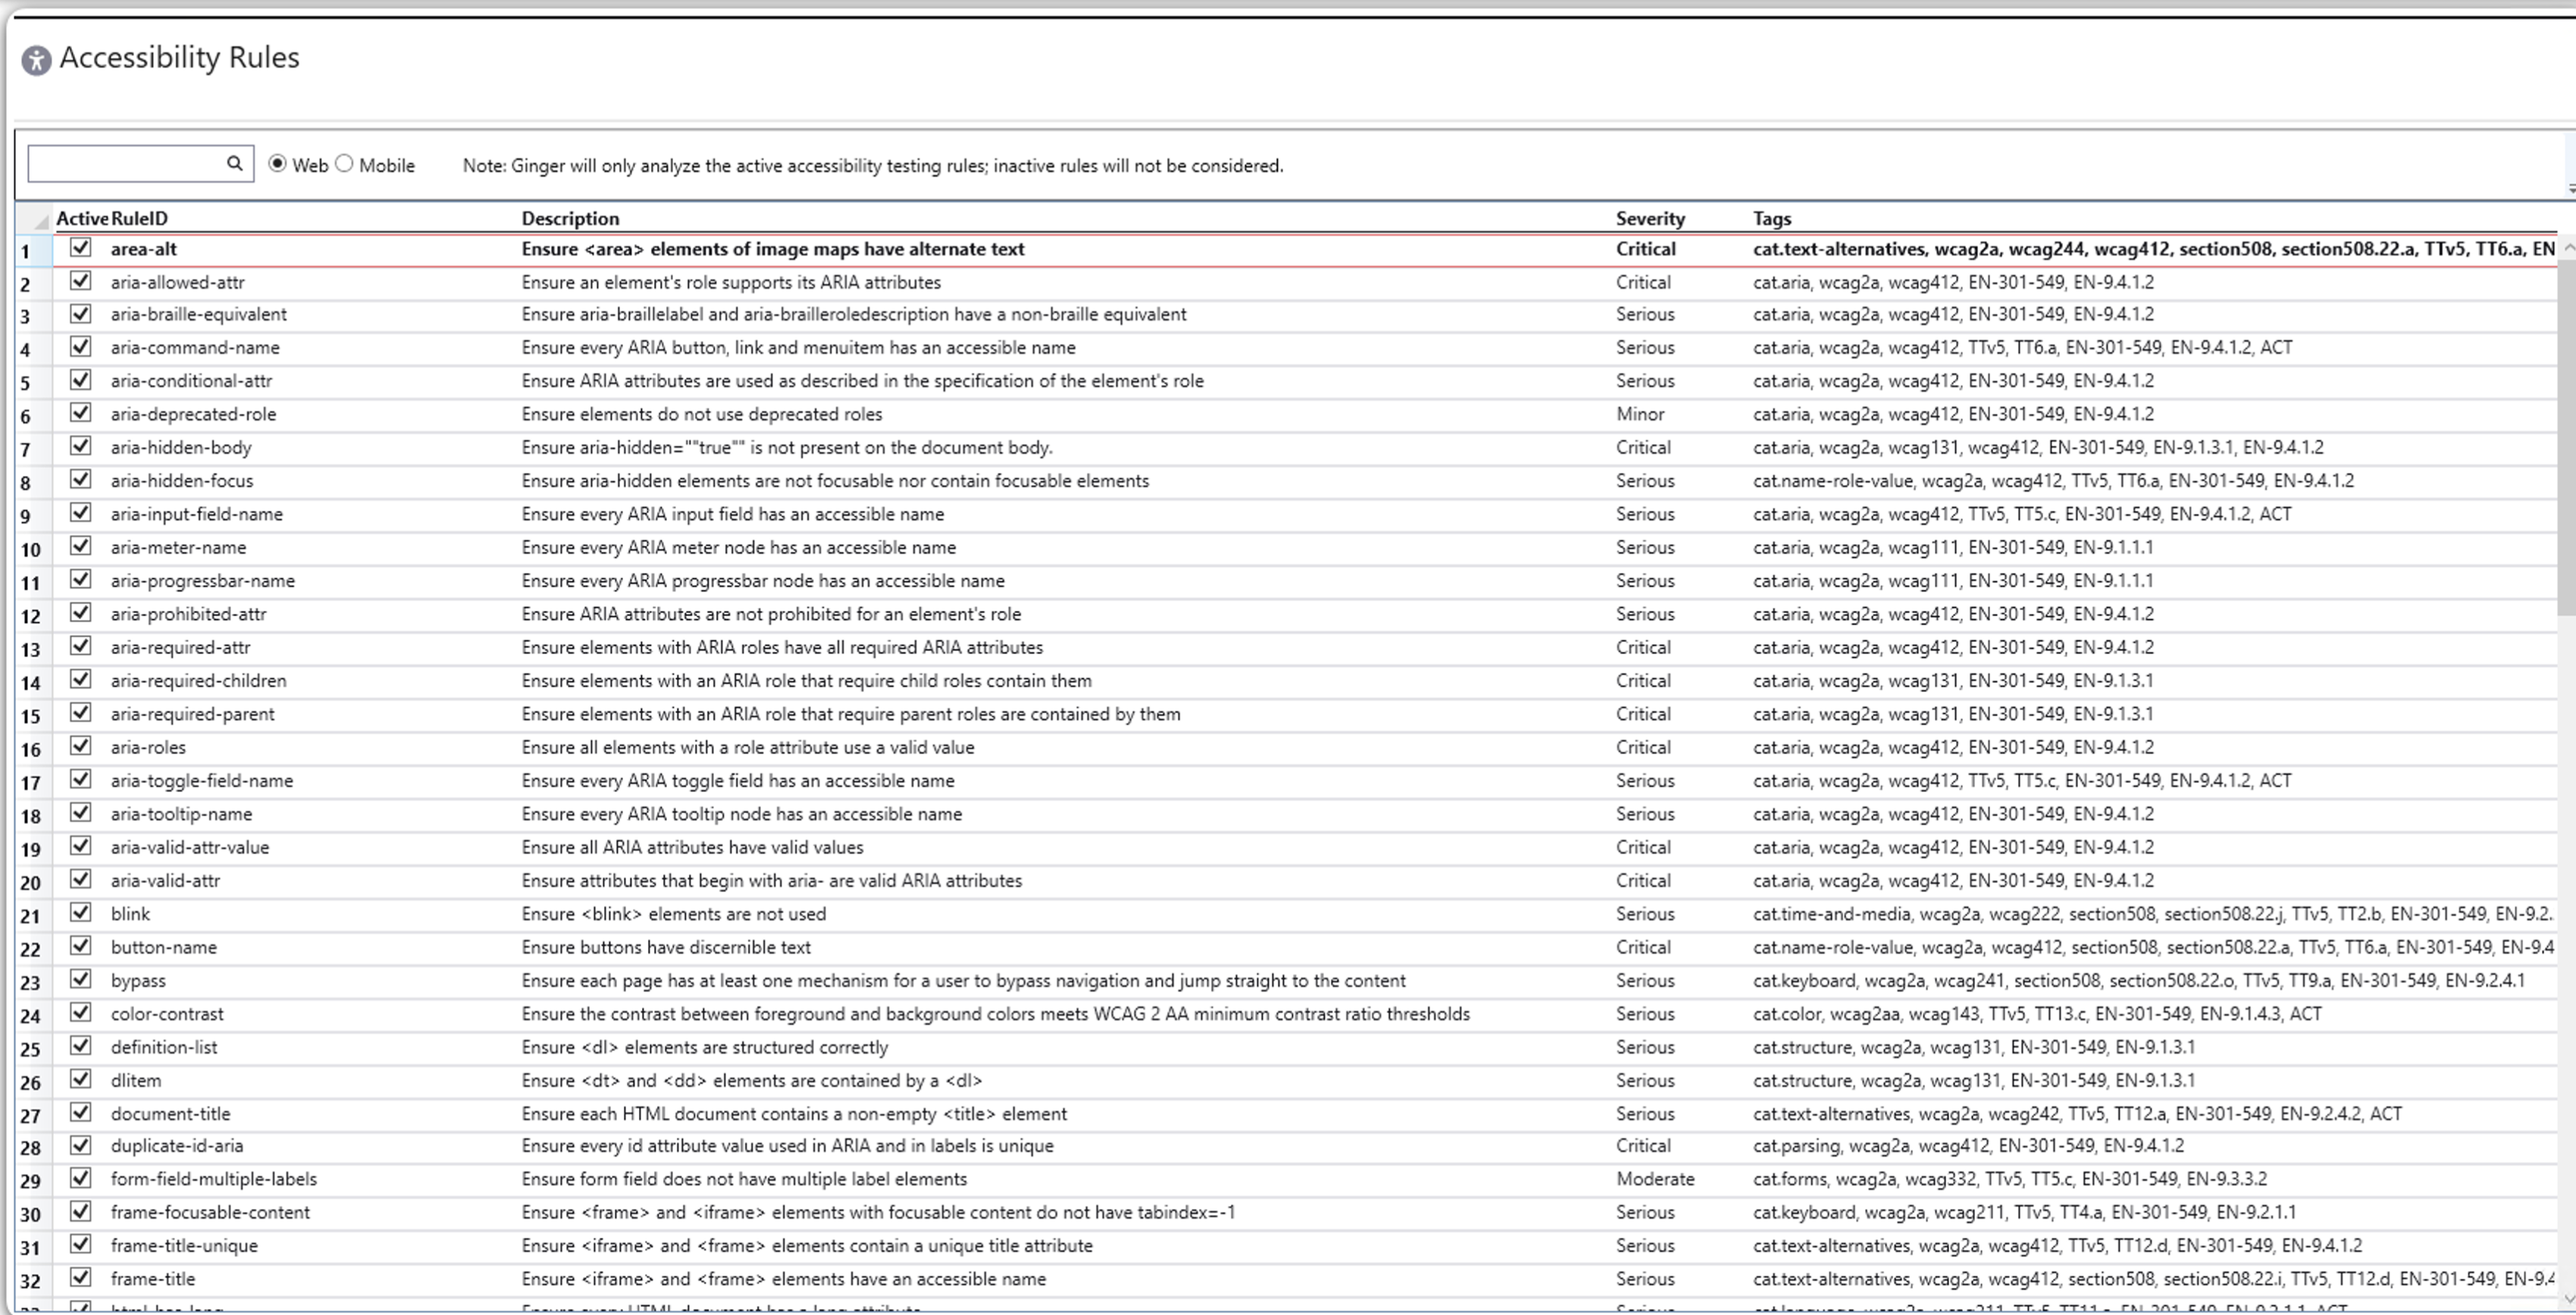 Accessibility Rules
Web Mobile Note: Ginger will only analyze the active accessibility testing rules; inactive rules will not be considered.
Active RuleID Description Severity Tags
1 area-alt Ensure <area> elements of image maps have alternate text Critical cat.text-alternatives, wcag2a, wcag244, wcag412, section508, section508.22.a, TTv5, TT6.a, EN
2 aria-allowed-attr Ensure an element's role supports its ARIA attributes Critical cat.aria, wcag2a, wcag412, EN-301-549, EN-9.4.1.2
3 aria-braille-equivalent Ensure aria-braillelabel and aria-brailleroledescription have a non-braille equivalent Serious cat.aria, wcag2a, wcag412, EN-301-549, EN-9.4.1.2
4 aria-command-name Ensure every ARIA button, link and menuitem has an accessible name Serious cat.aria, wcag2a, wcag412, TTv5, TT6.a, EN-301-549, EN-9.4.1.2, ACT
5 aria-conditional-attr Ensure ARIA attributes are used as described in the specification of the element's role Serious cat.aria, wcag2a, wcag412, EN-301-549, EN-9.4.1.2
6 aria-deprecated-role Ensure elements do not use deprecated roles Minor cat.aria, wcag2a, wcag412, EN-301-549, EN-9.4.1.2
7 aria-hidden-body Ensure aria-hidden=""true"" is not present on the document body. Critical cat.aria, wcag2a, wcag131, wcag412, EN-301-549, EN-9.1.3.1, EN-9.4.1.2
8 aria-hidden-focus Ensure aria-hidden elements are not focusable nor contain focusable elements Serious cat.name-role-value, wcag2a, wcag412, TTv5, TT6.a, EN-301-549, EN-9.4.1.2
9 aria-input-field-name Ensure every ARIA input field has an accessible name Serious cat.aria, wcag2a, wcag412, TTv5, TT5.c, EN-301-549, EN-9.4.1.2, ACT
10 aria-meter-name Ensure every ARIA meter node has an accessible name Serious cat.aria, wcag2a, wcag111, EN-301-549, EN-9.1.1.1
11 aria-progressbar-name Ensure every ARIA progressbar node has an accessible name Serious cat.aria, wcag2a, wcag111, EN-301-549, EN-9.1.1.1
12 aria-prohibited-attr Ensure ARIA attributes are not prohibited for an element's role Serious cat.aria, wcag2a, wcag412, EN-301-549, EN-9.4.1.2
13 aria-required-attr Ensure elements with ARIA roles have all required ARIA attributes Critical cat.aria, wcag2a, wcag412, EN-301-549, EN-9.4.1.2
14 aria-required-children Ensure elements with an ARIA role that require child roles contain them Critical cat.aria, wcag2a, wcag131, EN-301-549, EN-9.1.3.1
15 aria-required-parent Ensure elements with an ARIA role that require parent roles are contained by them Critical cat.aria, wcag2a, wcag131, EN-301-549, EN-9.1.3.1
16 aria-roles Ensure all elements with a role attribute use a valid value Critical cat.aria, wcag2a, wcag412, EN-301-549, EN-9.4.1.2
17 aria-toggle-field-name Ensure every ARIA toggle field has an accessible name Serious cat.aria, wcag2a, wcag412, TTv5, TT5.c, EN-301-549, EN-9.4.1.2, ACT
18 aria-tooltip-name Ensure every ARIA tooltip node has an accessible name Serious cat.aria, wcag2a, wcag412, EN-301-549, EN-9.4.1.2
19 aria-valid-attr-value Ensure all ARIA attributes have valid values Critical cat.aria, wcag2a, wcag412, EN-301-549, EN-9.4.1.2
20 aria-valid-attr Ensure attributes that begin with aria- are valid ARIA attributes Critical cat.aria, wcag2a, wcag412, EN-301-549, EN-9.4.1.2
21 blink Ensure <blink> elements are not used Serious cat.time-and-media, wcag2a, wcag222, section508, section508.22.j, TTv5, TT2.b, EN-301-549, EN-9.2.
22 button-name Ensure buttons have discernible text Critical cat.name-role-value, wcag2a, wcag412, section508, section508.22.a, TTv5, TT6.a, EN-301-549, EN-9.4
23 bypass Ensure each page has at least one mechanism for a user to bypass navigation and jump straight to the content Serious cat.keyboard, wcag2a, wcag241, section508, section508.22.o, TTv5, TT9.a, EN-301-549, EN-9.2.4.1
24 color-contrast Ensure the contrast between foreground and background colors meets WCAG 2 AA minimum contrast ratio thresholds Serious cat.color, wcag2aa, wcag143, TTv5, TT13.c, EN-301-549, EN-9.1.4.3, ACT
25 definition-list Ensure <dl> elements are structured correctly Serious cat.structure, wcag2a, wcag131, EN-301-549, EN-9.1.3.1
26 dlitem Ensure <dt> and <dd> elements are contained by a <dl> Serious cat.structure, wcag2a, wcag131, EN-301-549, EN-9.1.3.1
27 document-title Ensure each HTML document contains a non-empty <title> element Serious cat.text-alternatives, wcag2a, wcag242, TTv5, TT12.a, EN-301-549, EN-9.2.4.2, ACT
28 duplicate-id-aria Ensure every id attribute value used in ARIA and in labels is unique Critical cat.parsing, wcag2a, wcag412, EN-301-549, EN-9.4.1.2
29 form-field-multiple-labels Ensure form field does not have multiple label elements Moderate cat.forms, wcag2a, wcag332, TTv5, TT5.c, EN-301-549, EN-9.3.3.2
30 frame-focusable-content Ensure <frame> and <iframe> elements with focusable content do not have tabindex=-1 Serious cat.keyboard, wcag2a, wcag211, TTv5, TT4.a, EN-301-549, EN-9.2.1.1
31 frame-title-unique Ensure <iframe> and <frame> elements contain a unique title attribute Serious cat.text-alternatives, wcag2a, wcag412, TTv5, TT12.d, EN-301-549, EN-9.4.1.2
32 frame-title Ensure <iframe> and <frame> elements have an accessible name Serious cat.text-alternatives, wcag2a, wcag412, section508, section508.22.i, TTv5, TT12.d, EN-301-549, EN-9.4